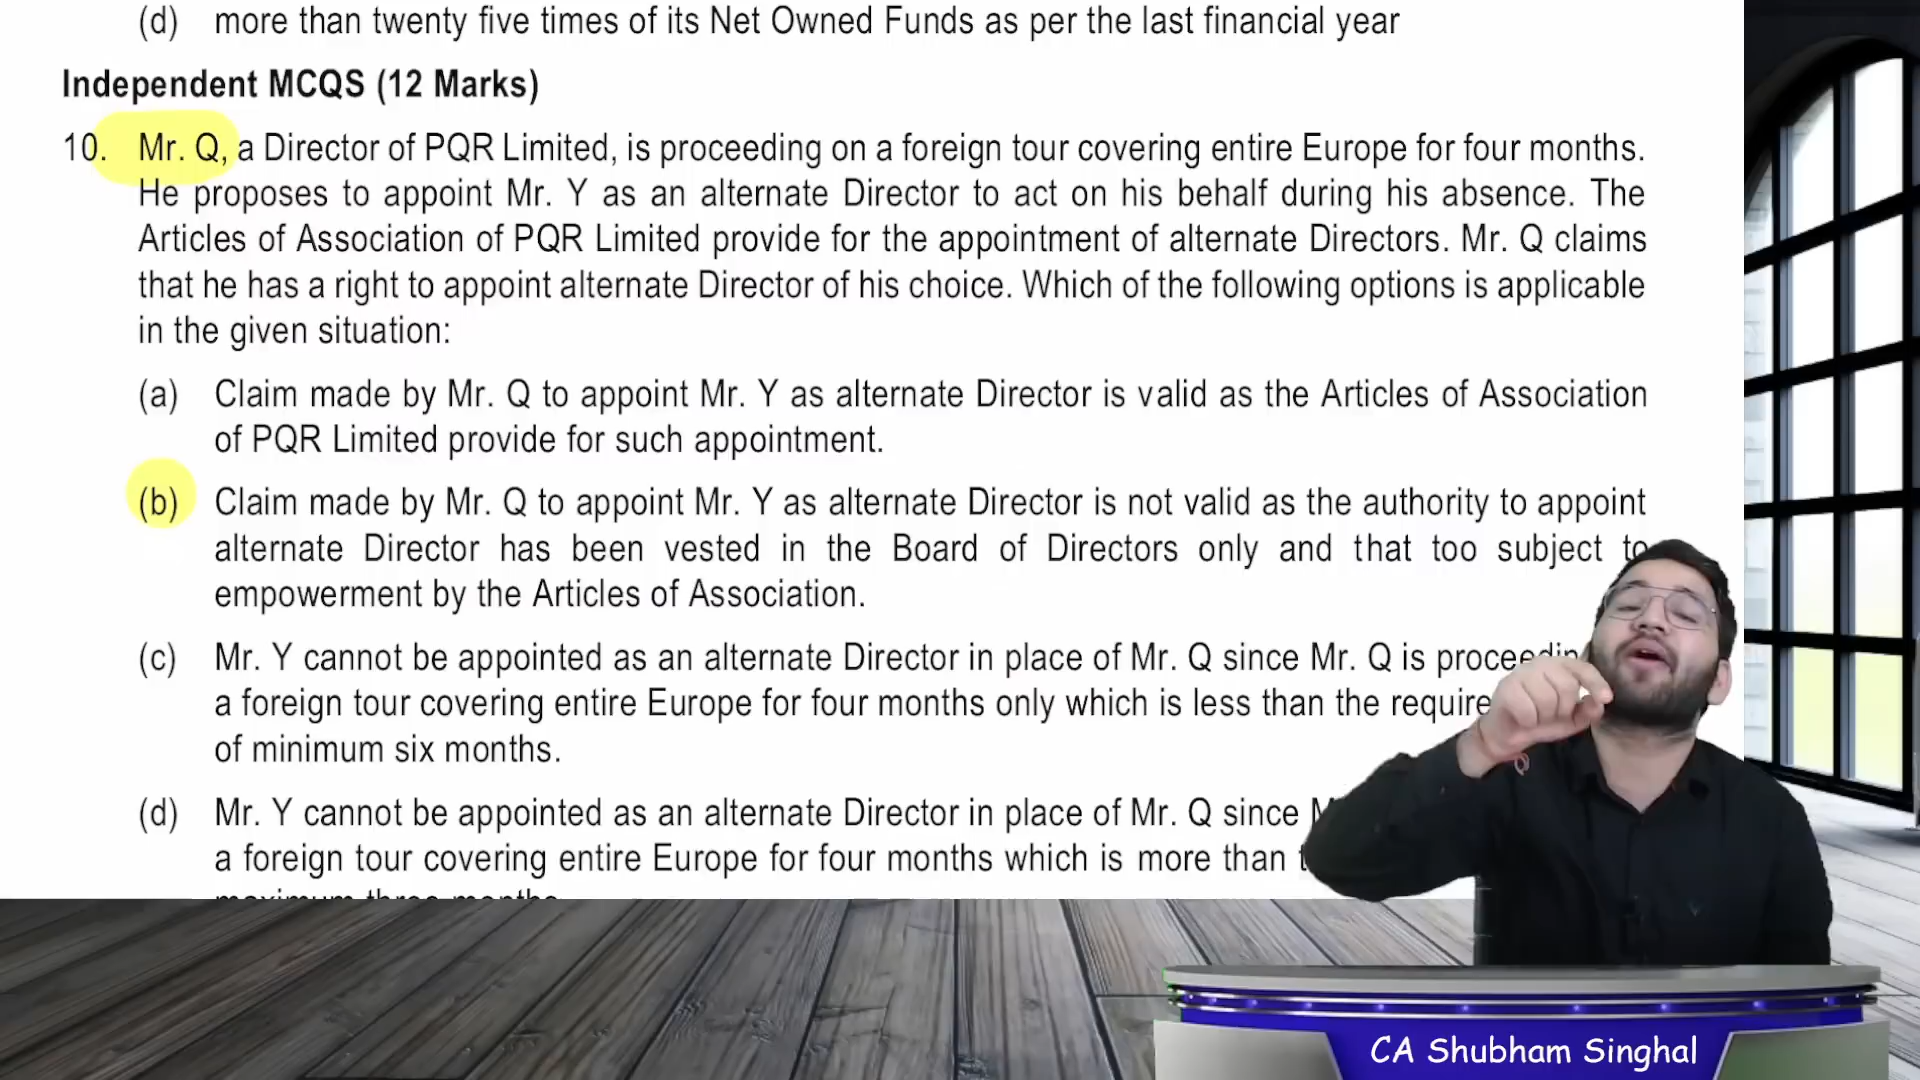 (d) more than twenty five times of its Net Owned Funds as per the last financial year
Independent MCQS (12 Marks)
10. Mr. Q, a Director of PQR Limited, is proceeding on a foreign tour covering entire Europe for four months.
He proposes to appoint Mr. Y as an alternate Director to act on his behalf during his absence. The
Articles of Association of PQR Limited provide for the appointment of alternate Directors. Mr. Q claims
that he has a right to appoint alternate Director of his choice. Which of the following options is applicable
in the given situation:
(a) Claim made by Mr. Q to appoint Mr. Y as alternate Director is valid as the Articles of Association
of PQR Limited provide for such appointment.
(b) Claim made by Mr. Q to appoint Mr. Y as alternate Director is not valid as the authority to appoint
alternate Director has been vested in the Board of Directors only and that too subject to
empowerment by the Articles of Association.
(c) Mr. Y cannot be appointed as an alternate Director in place of Mr. Q since Mr. Q is
a foreign tour covering entire Europe for four months only which is less than the
of minimum six months.
(d) Mr. Y cannot be appointed as an alternate Director in place of Mr. Q since
a foreign tour covering entire Europe for four months which is more than
maximum three months
CA Shubham Singhal